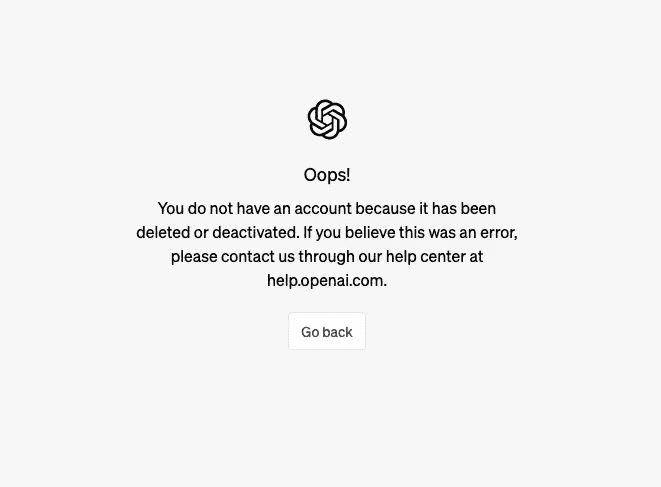 Oops!
You do not have an account because it has been
deleted or deactivated. If you believe this was an error,
please contact us through our help center at
help.openai.com.
Go back